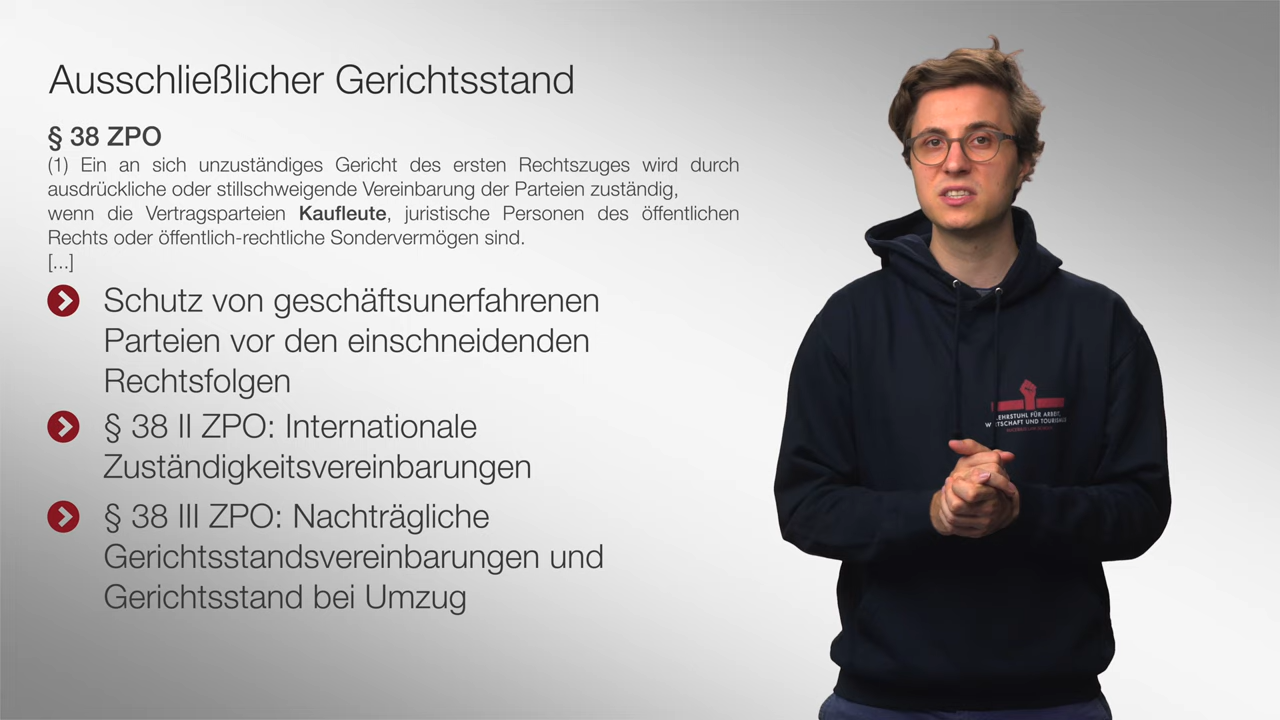 Ausschließlicher Gerichtsstand
§ 38 ZPO
(1) Ein an sich unzuständiges Gericht des ersten Rechtszuges wird durch
ausdrückliche oder stillschweigende Vereinbarung der Parteien zuständig,
wenn die Vertragsparteien Kaufleute, juristische Personen des öffentlichen
Rechts oder öffentlich-rechtliche Sondervermögen sind.
[...]
Schutz von geschäftsunerfahrenen
Parteien vor den einschneidenden
Rechtsfolgen
§ 38 II ZPO: Internationale
Zuständigkeitsvereinbarungen
§ 38 III ZPO: Nachträgliche
Gerichtsstandsvereinbarungen und
Gerichtsstand bei Umzug
FÜR ARBEIT,
UND